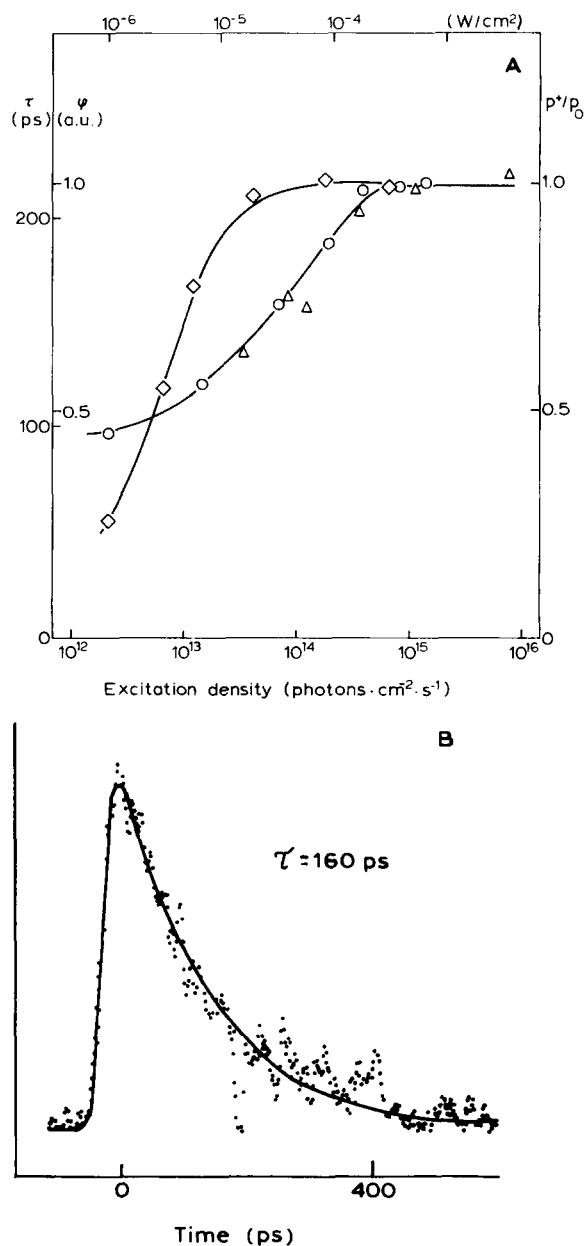 10⁻⁶ 10⁻⁵ 10⁻⁴ (W/cm²)
A
τ φ p⁺/p₀
(ps) (a.u.)
1.0 1.0
200
0.5 0.5
100
0 0
10¹² 10¹³ 10¹⁴ 10¹⁵ 10¹⁶
Excitation density (photons·cm⁻²·s⁻¹)
B
τ = 160 ps
0 400
Time (ps)